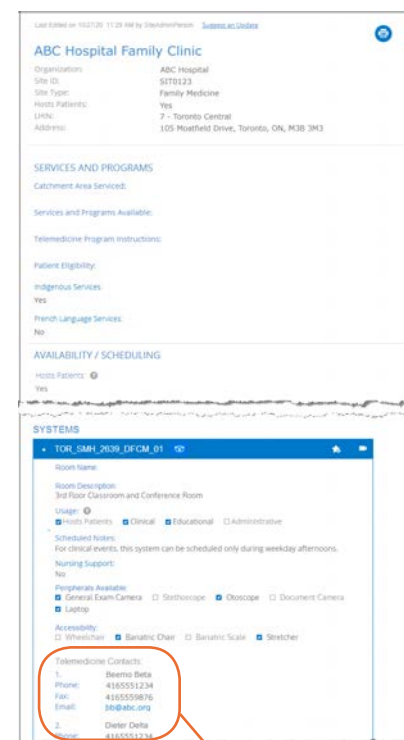 Last Edited on 10/21/20 11:25 AM by SiteAdminPerson Suggest an Update
ABC Hospital Family Clinic
Organization: ABC Hospital
Site ID: SIT0123
Site Type: Family Medicine
Hosts Patients: Yes
LHIN: 7 - Toronto Central
Address: 105 Moatfield Drive, Toronto, ON, M3B 3M3
SERVICES AND PROGRAMS
Catchment Area Serviced:
Services and Programs Available:
Telemedicine Program Instructions:
Patient Eligibility:
Indigenous Services
Yes
French Language Services:
No
AVAILABILITY / SCHEDULING
Hosts Patients:
Yes
SYSTEMS
TOR_SMH_2639_DFCM_01
Room Name:
Room Description:
3rd Floor Classroom and Conference Room
Usage:
Hosts Patients Clinical Educational Administrative
Scheduled Notes:
For clinical events, this system can be scheduled only during weekday afternoons.
Nursing Support:
No
Peripherals Available:
General Exam Camera Stethoscope Otoscope Document Camera
Laptop
Accessibility:
Wheelchair Bariatric Chair Bariatric Scale Stretcher
Telemedicine Contacts:
1. Beemo Beta
Phone: 4165551234
Fax: 4165559876
Email: bb@abc.org
2. Dieter Delta
Phone: 4165551234